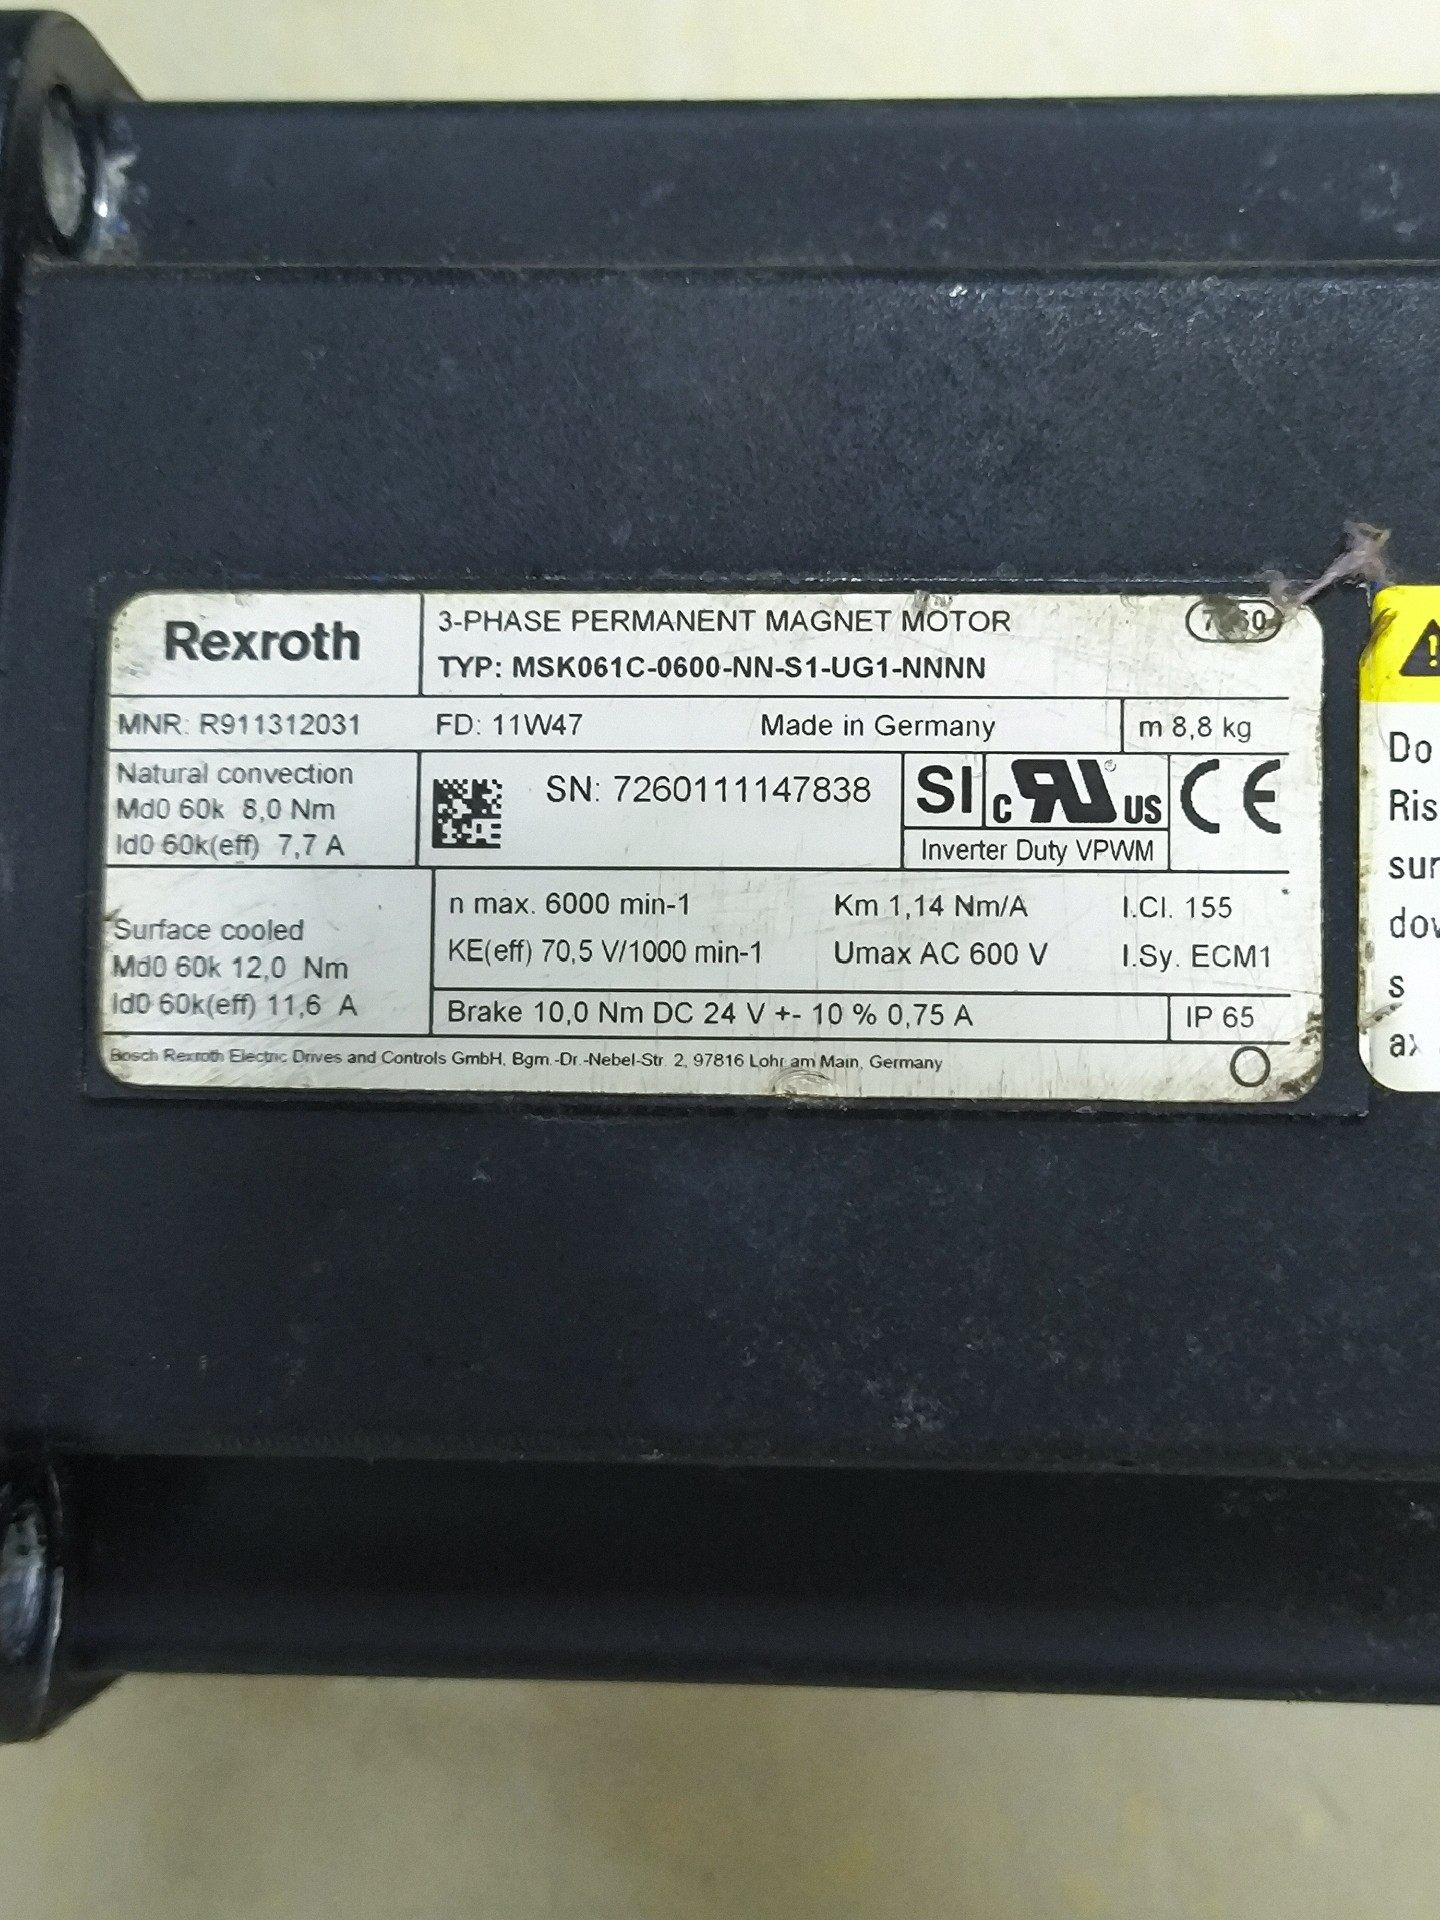 Rexroth
3-PHASE PERMANENT MAGNET MOTOR
TYP: MSK061C-0600-NN-S1-UG1-NNNN
MNR: R911312031 FD: 11W47 Made in Germany m 8,8 kg
Natural convection
Md0 60k 8,0 Nm
Id0 60k(eff) 7,7 A
SN: 7260111147838
SI c RU US CE
Inverter Duty VPWM
Surface cooled
Md0 60k 12,0 Nm
Id0 60k(eff) 11,6 A
n max. 6000 min-1 Km 1,14 Nm/A I.Cl. 155
KE(eff) 70,5 V/1000 min-1 Umax AC 600 V I.Sy. ECM1
Brake 10,0 Nm DC 24 V +- 10 % 0,75 A IP 65
Bosch Rexroth Electric Drives and Controls GmbH, Bgm.-Dr.-Nebel-Str. 2, 97816 Lohr am Main, Germany
Do
Ris
sur
dov
s